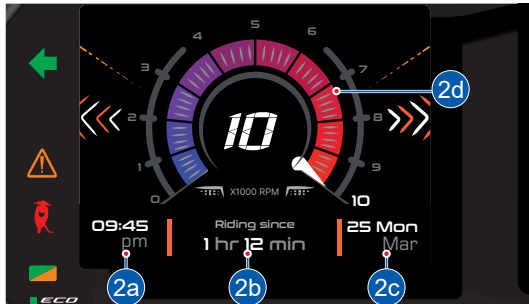 5
4
6
3
7
2d
2
10
8
1
9
0
X1000 RPM
10
09:45
Riding since
25 Mon
pm
1 hr 12 min
Mar
2a
2b
2c
ECO